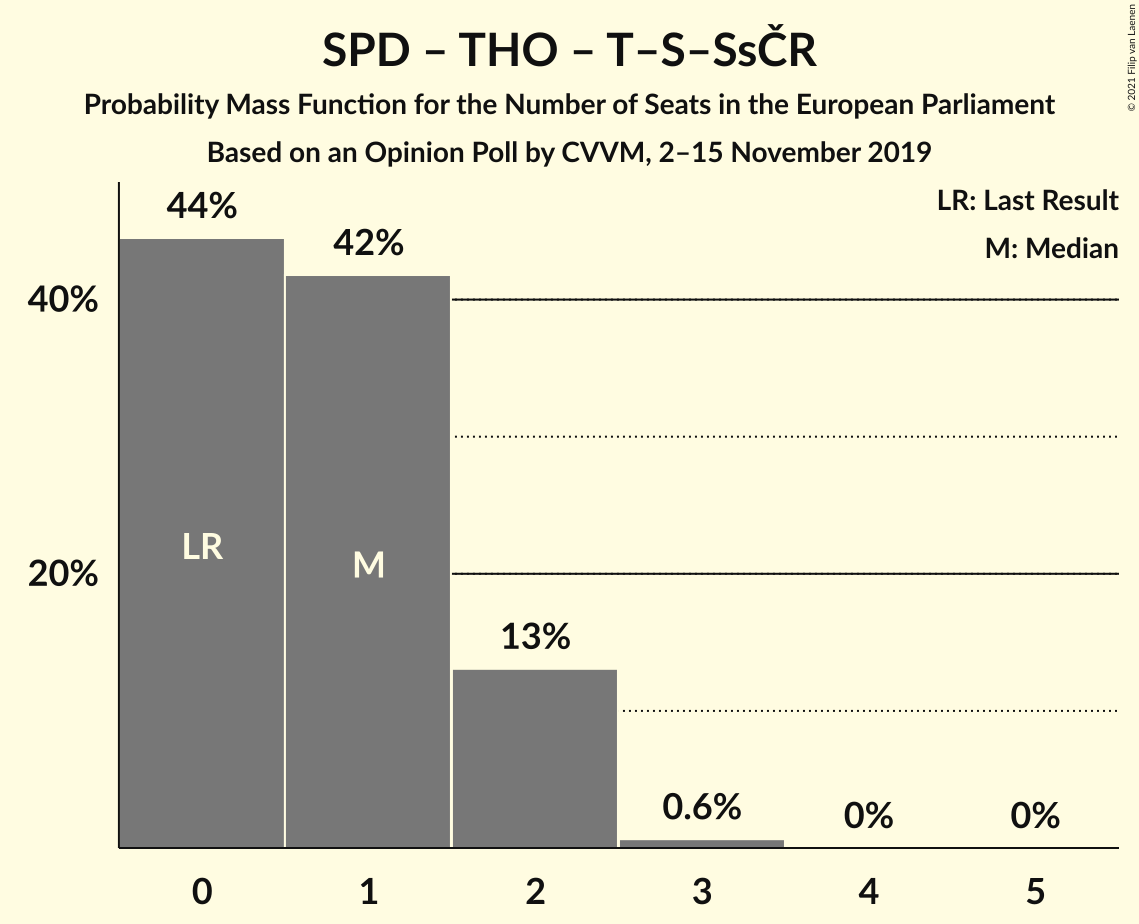 SPD – THO – T–S–SsČR
Probability Mass Function for the Number of Seats in the European Parliament
Based on an Opinion Poll by CVVM, 2–15 November 2019
© 2021 Filip van Laenen
LR: Last Result
M: Median
44%
42%
40%
LR
M
20%
13%
0.6%
0%
0%
0
1
2
3
4
5